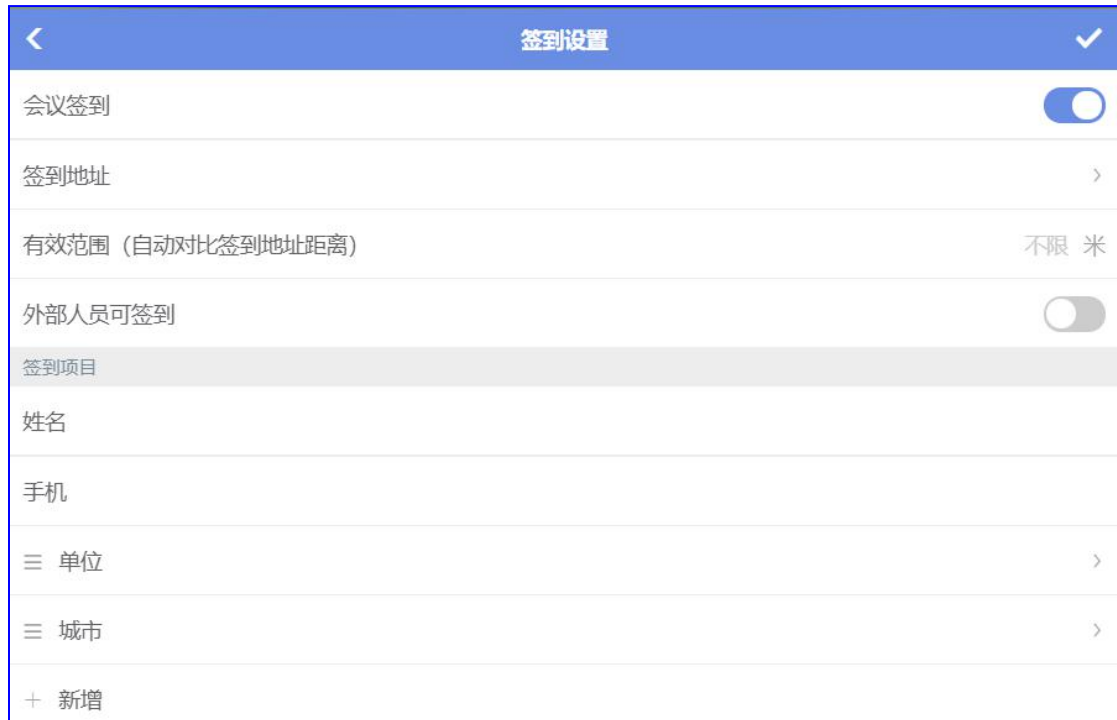 签到设置
会议签到
签到地址
有效范围（自动对比签到地址距离） 不限 米
外部人员可签到
签到项目
姓名
手机
单位
城市
新增